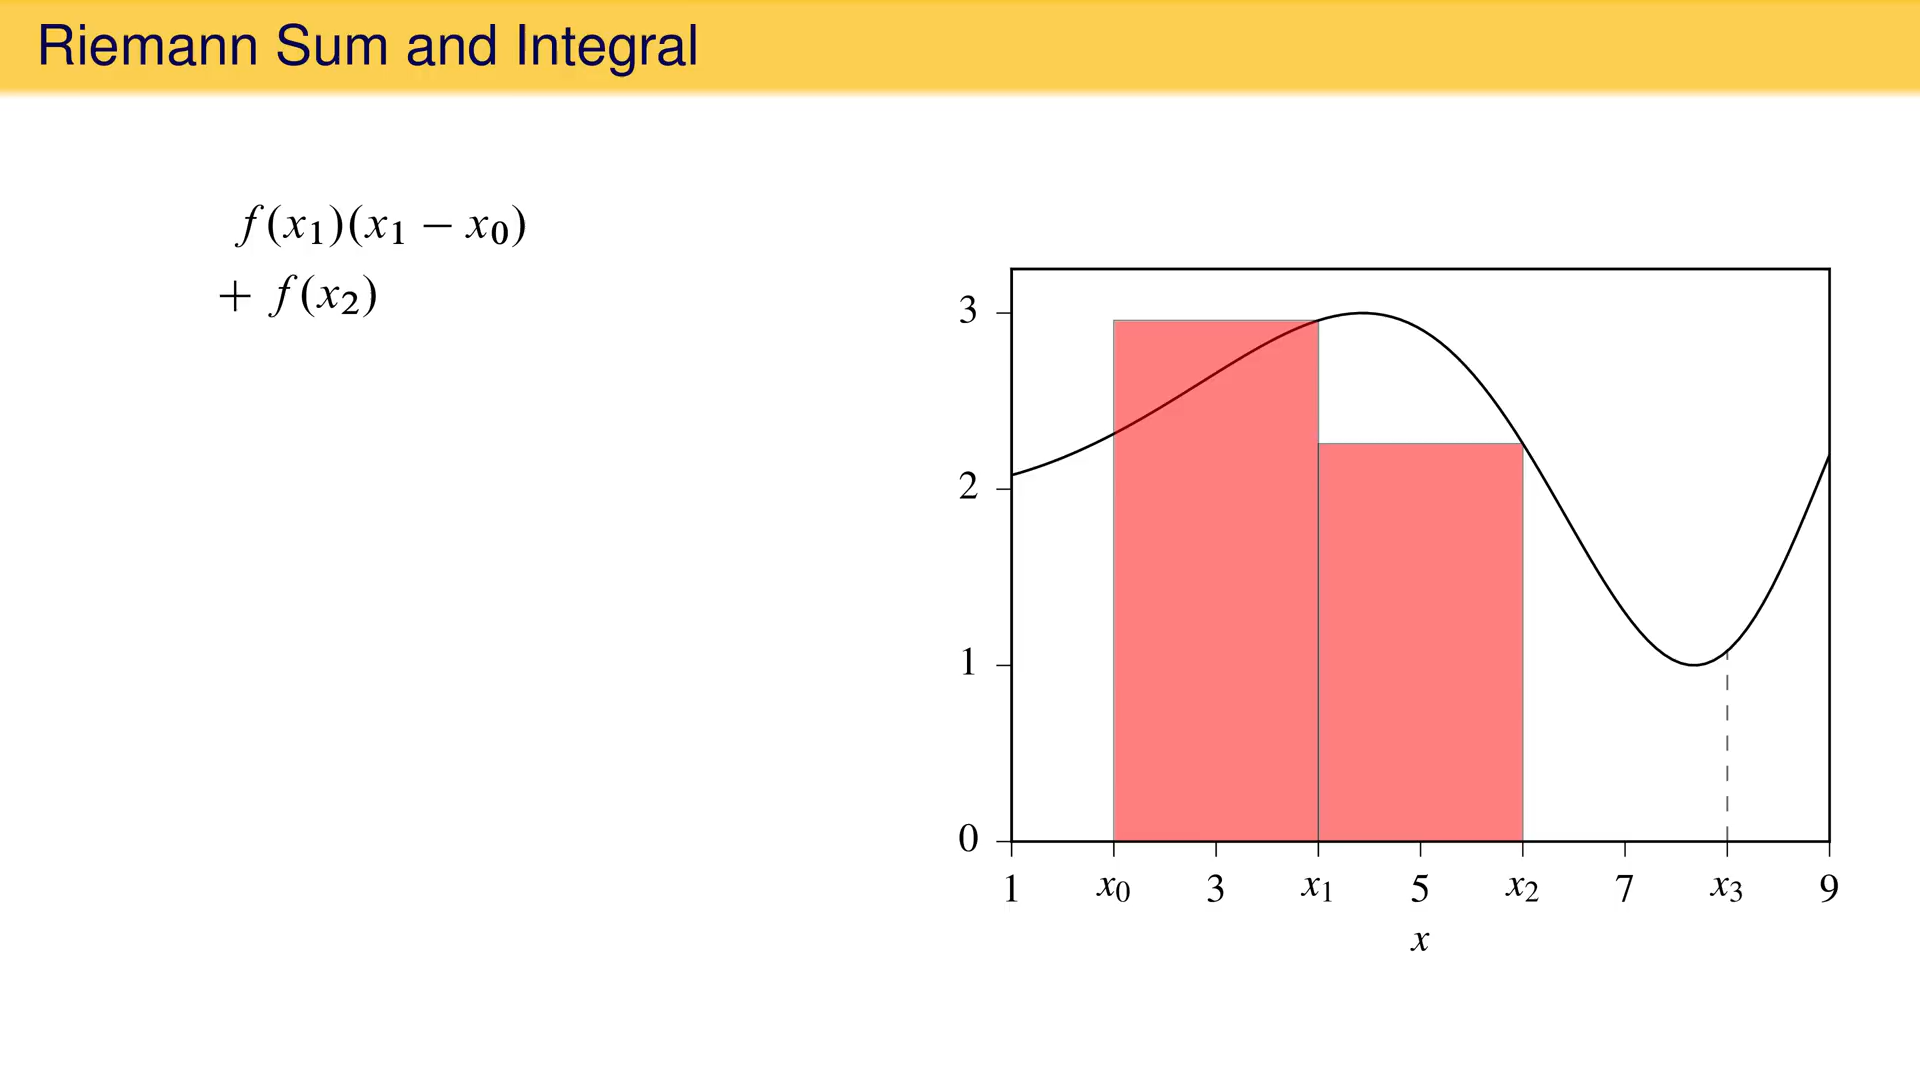 Riemann Sum and Integral
f(x₁)(x₁ − x₀)
+ f(x₂)
3
2
1
0
1 x₀ 3 x₁ 5 x₂ 7 x₃ 9
x